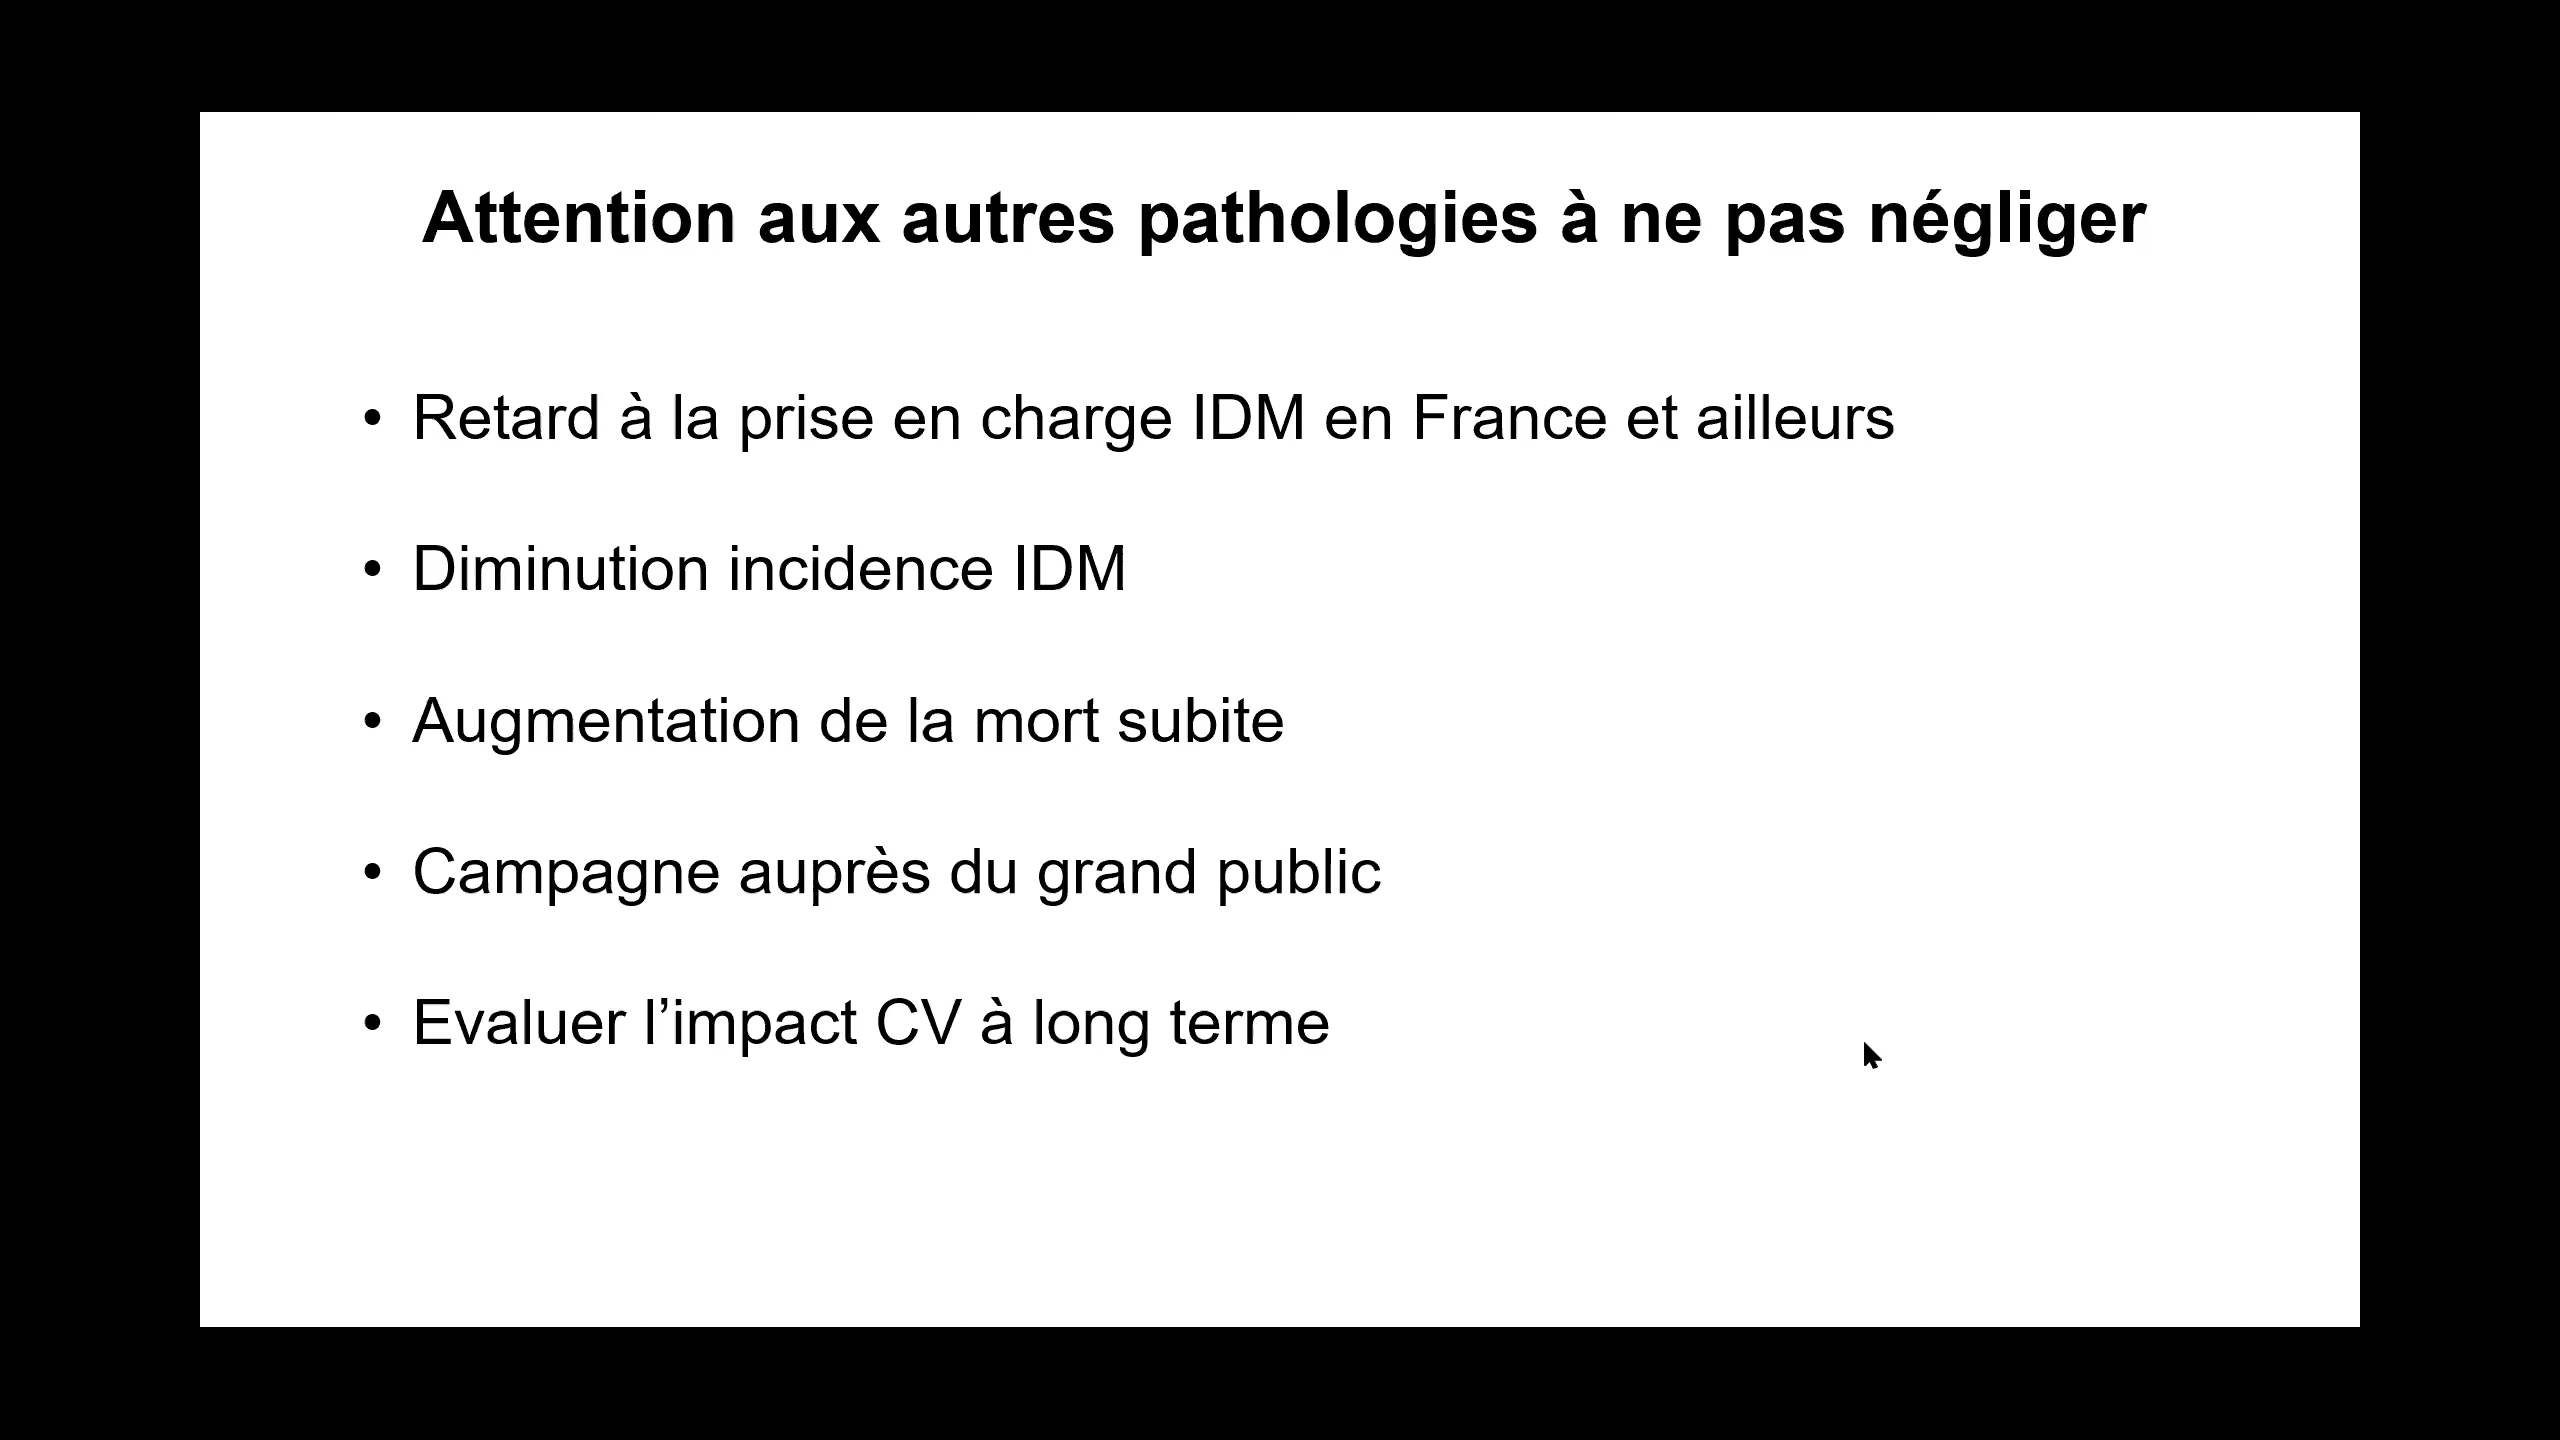 Attention aux autres pathologies à ne pas négliger
• Retard à la prise en charge IDM en France et ailleurs
• Diminution incidence IDM
• Augmentation de la mort subite
• Campagne auprès du grand public
• Evaluer l’impact CV à long terme